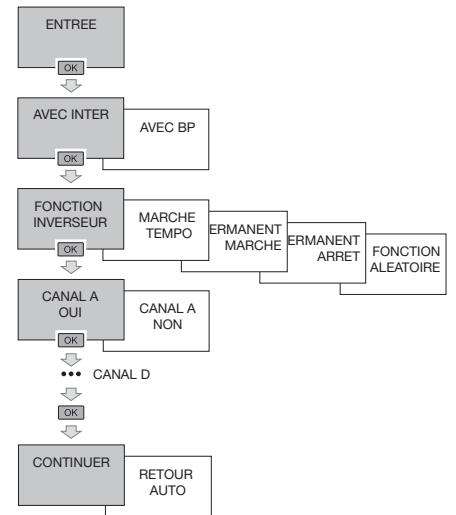 ENTREE
OK
AVEC INTER
AVEC BP
OK
FONCTION
INVERSEUR
MARCHE
TEMPO
ERMANENT
MARCHE
ERMANENT
ARRET
FONCTION
ALEATOIRE
OK
CANAL A
OUI
CANAL A
NON
OK
••• CANAL D
OK
CONTINUER
RETOUR
AUTO